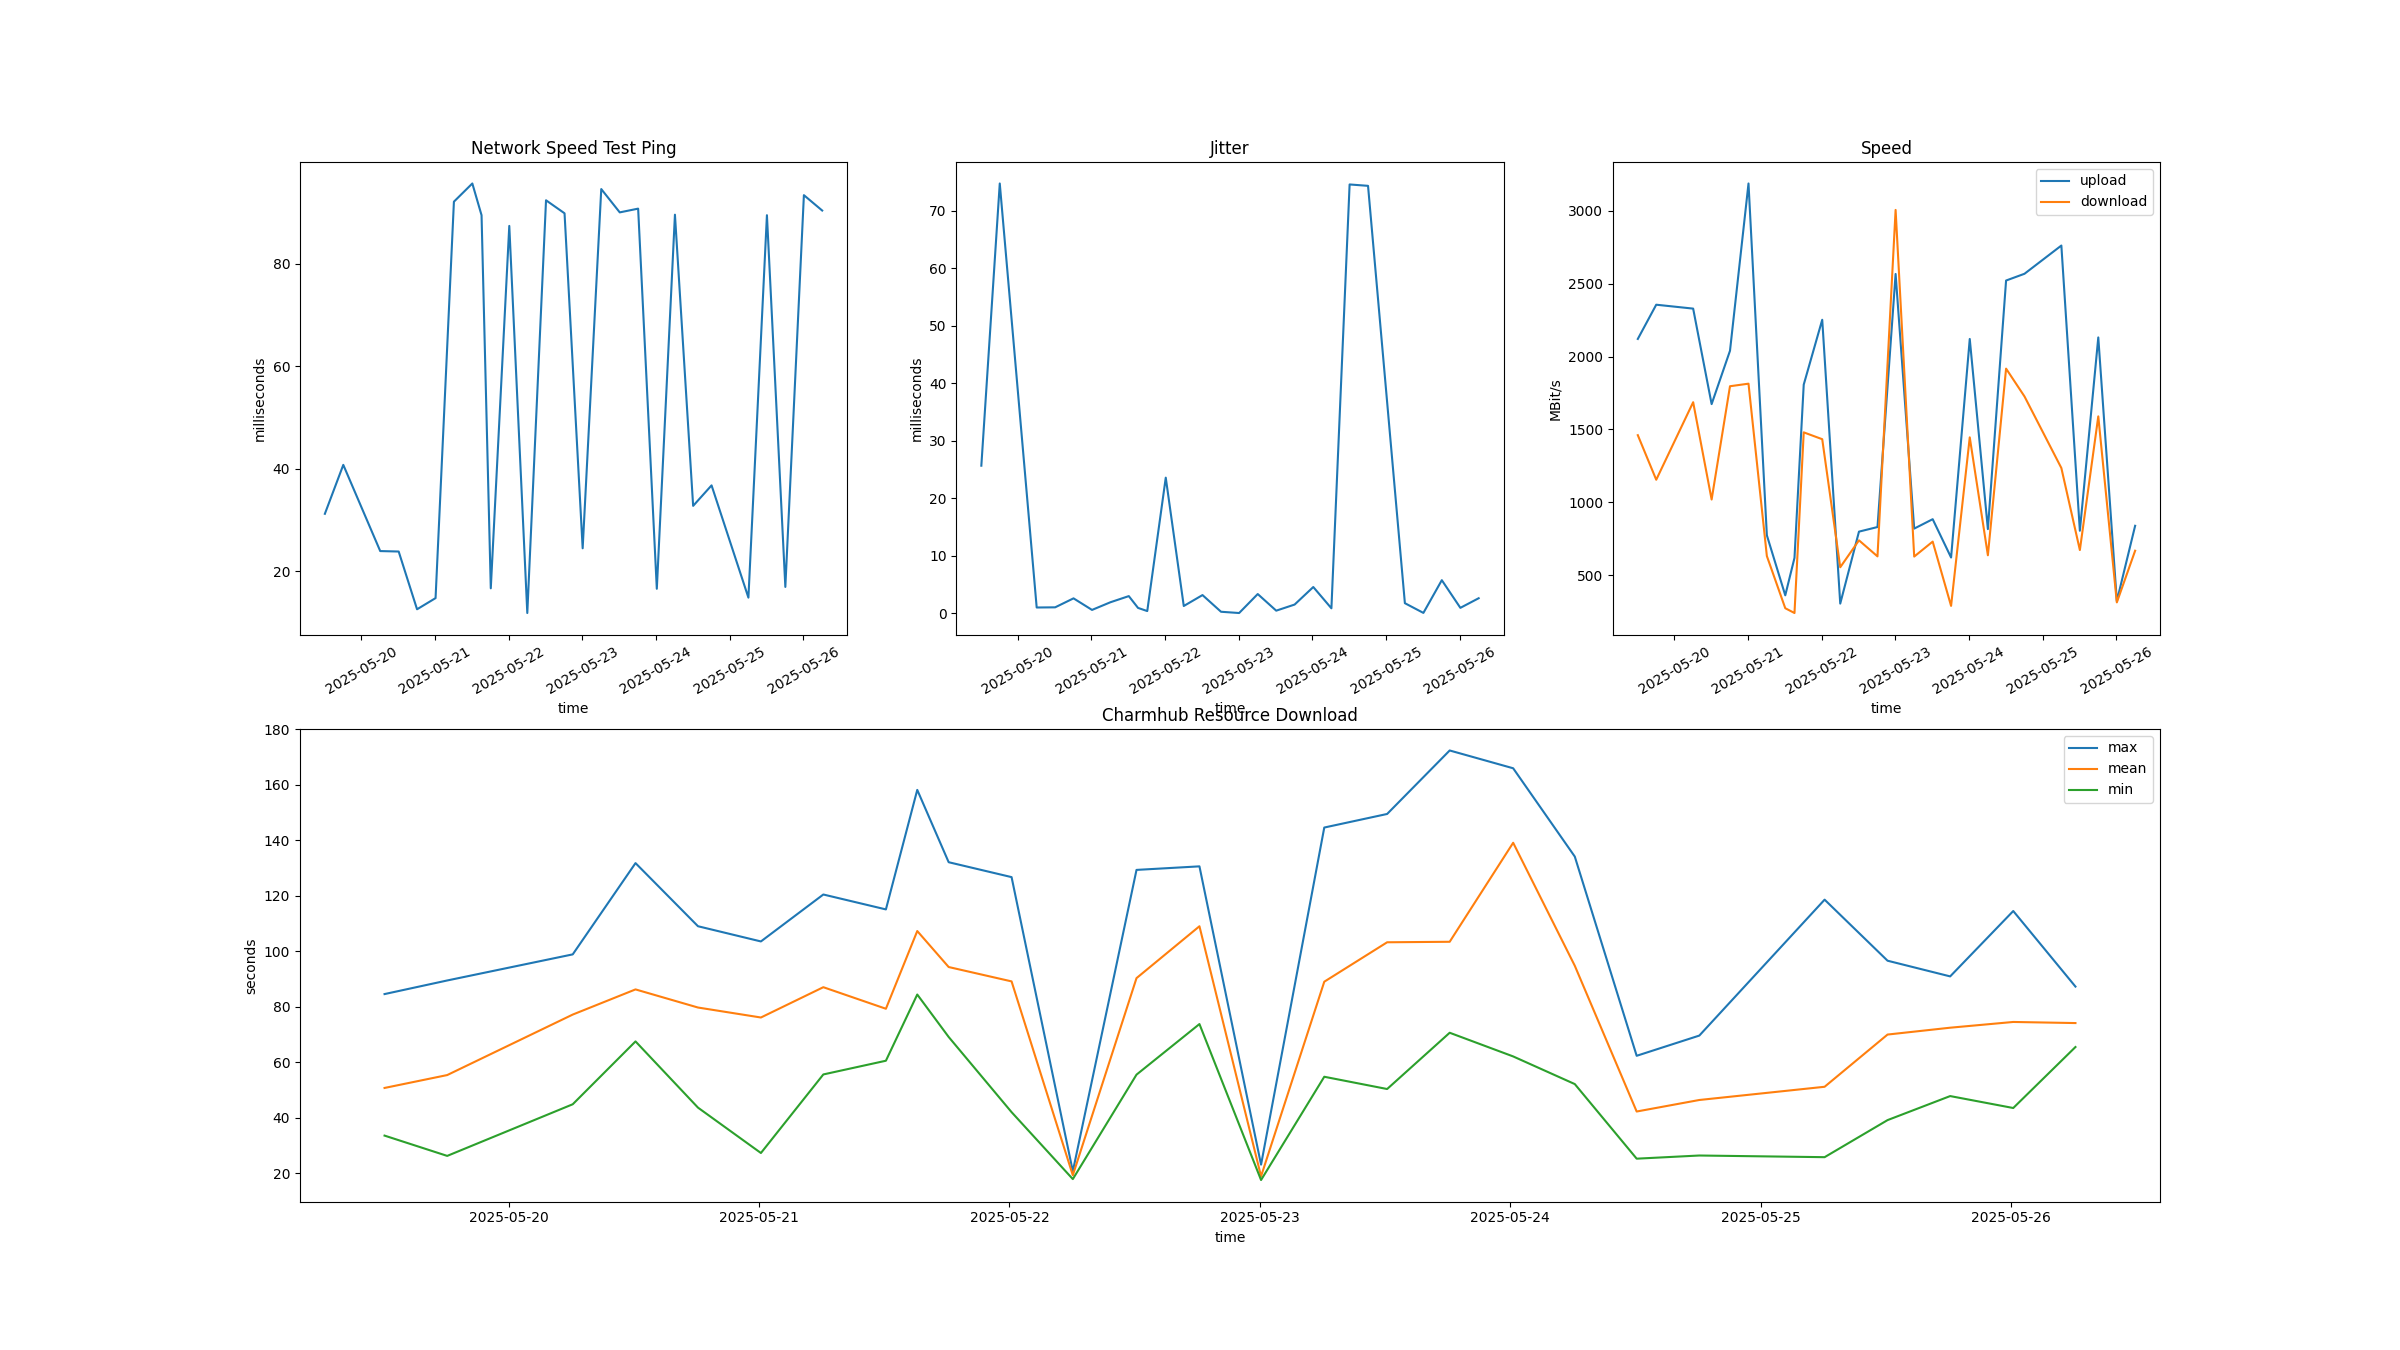 Network Speed Test Ping
milliseconds
80
60
40
20
2025-05-20 2025-05-21 2025-05-22 2025-05-23 2025-05-24 2025-05-25 2025-05-26
time
Jitter
milliseconds
70
60
50
40
30
20
10
0
2025-05-20 2025-05-21 2025-05-22 2025-05-23 2025-05-24 2025-05-25 2025-05-26
time
Speed
upload
download
MBit/s
3000
2500
2000
1500
1000
500
2025-05-20 2025-05-21 2025-05-22 2025-05-23 2025-05-24 2025-05-25 2025-05-26
time
Charmhub Resource Download
max
mean
min
seconds
180
160
140
120
100
80
60
40
20
2025-05-20 2025-05-21 2025-05-22 2025-05-23 2025-05-24 2025-05-25 2025-05-26
time